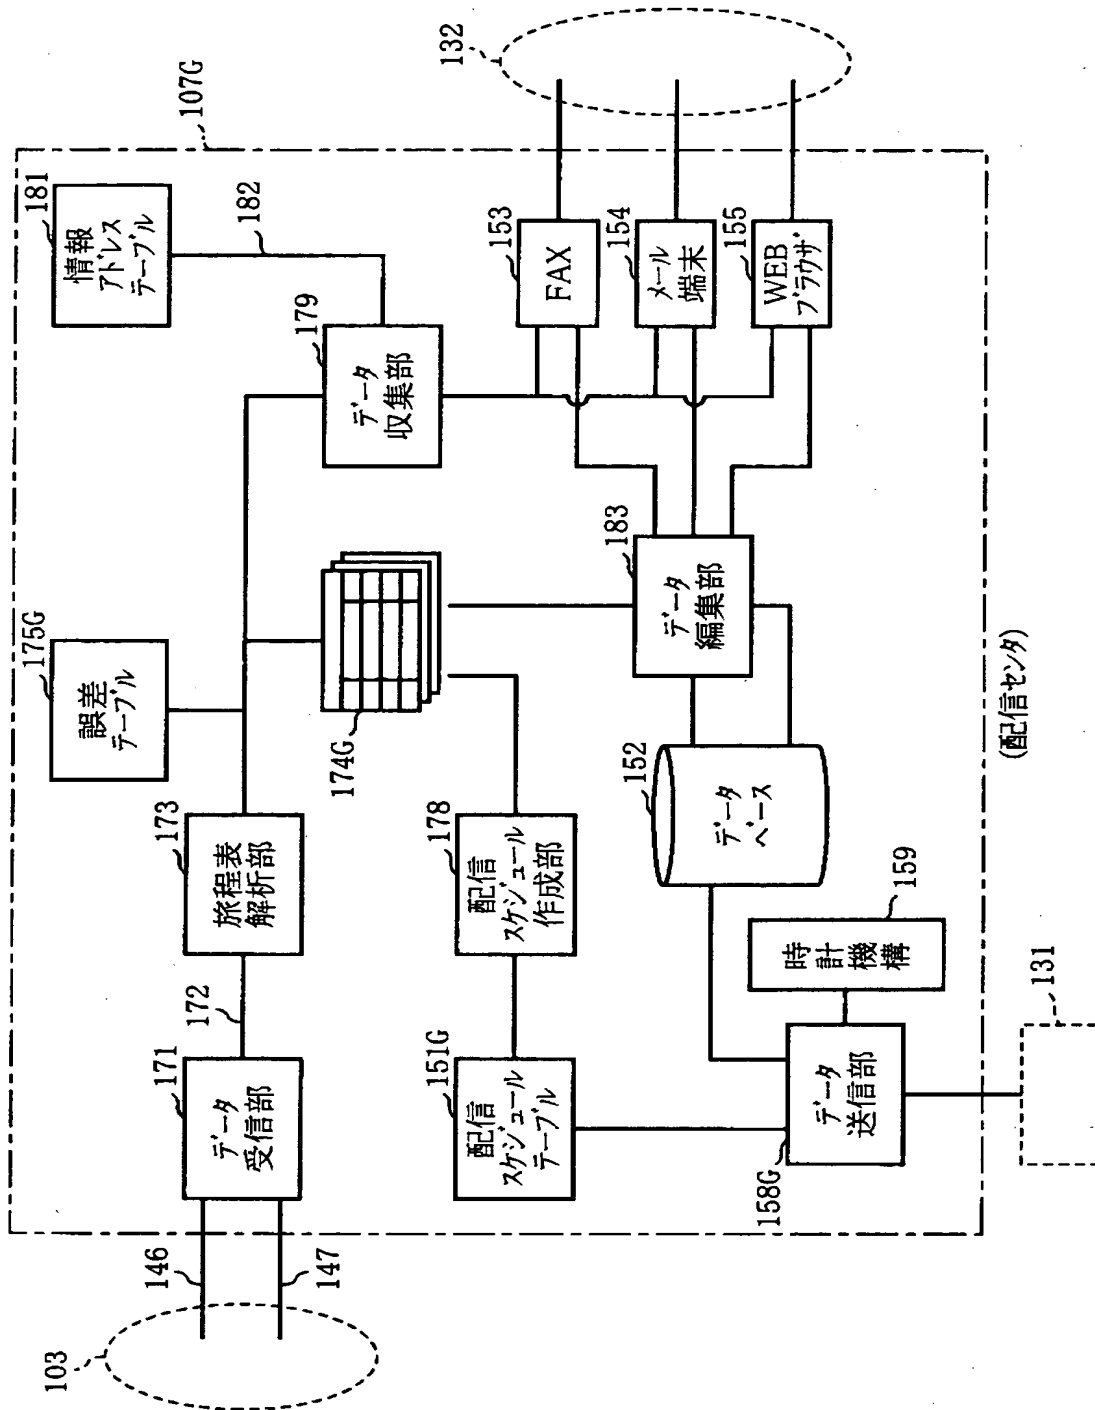 107G
132
181
情報
アドレス
テーブル
182
175G
誤差
テーブル
179
データ
収集部
153
FAX
154
メール
端末
155
WEB
ブラウザ
173
旅程表
解析部
172
171
データ
受信部
146
147
103
174G
178
配信
スケジュール
作成部
151G
配信
スケジュール
テーブル
183
データ
編集部
152
データ
ベース
159
時計機構
158G
データ
送信部
131
(配信センタ)